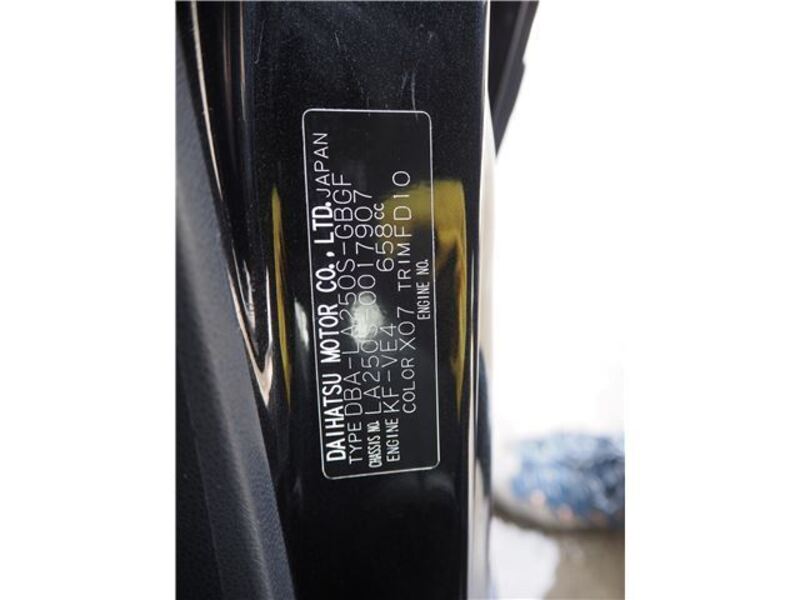 DAIHATSU MOTOR CO., LTD. JAPAN
TYPE DBA-LA250S-GBGF
CHASSIS NO. LA250S-0017907
ENGINE KF-VE4 658cc
COLOR X07 TRIM FD10
ENGINE NO.